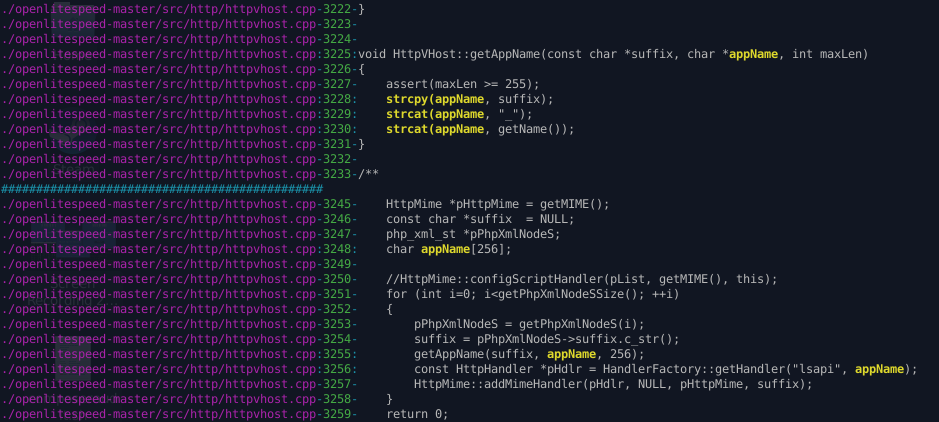 ./openlitespeed-master/src/http/httpvhost.cpp-3222-}
./openlitespeed-master/src/http/httpvhost.cpp-3223-
./openlitespeed-master/src/http/httpvhost.cpp-3224-
./openlitespeed-master/src/http/httpvhost.cpp:3225:void HttpVHost::getAppName(const char *suffix, char *appName, int maxLen)
./openlitespeed-master/src/http/httpvhost.cpp-3226-{
./openlitespeed-master/src/http/httpvhost.cpp-3227-    assert(maxLen >= 255);
./openlitespeed-master/src/http/httpvhost.cpp:3228:    strcpy(appName, suffix);
./openlitespeed-master/src/http/httpvhost.cpp:3229:    strcat(appName, "_");
./openlitespeed-master/src/http/httpvhost.cpp:3230:    strcat(appName, getName());
./openlitespeed-master/src/http/httpvhost.cpp-3231-}
./openlitespeed-master/src/http/httpvhost.cpp-3232-
./openlitespeed-master/src/http/httpvhost.cpp-3233-/**
##############################################
./openlitespeed-master/src/http/httpvhost.cpp-3245-    HttpMime *pHttpMime = getMIME();
./openlitespeed-master/src/http/httpvhost.cpp-3246-    const char *suffix  = NULL;
./openlitespeed-master/src/http/httpvhost.cpp-3247-    php_xml_st *pPhpXmlNodeS;
./openlitespeed-master/src/http/httpvhost.cpp:3248:    char appName[256];
./openlitespeed-master/src/http/httpvhost.cpp-3249-
./openlitespeed-master/src/http/httpvhost.cpp-3250-    //HttpMime::configScriptHandler(pList, getMIME(), this);
./openlitespeed-master/src/http/httpvhost.cpp-3251-    for (int i=0; i<getPhpXmlNodeSSize(); ++i)
./openlitespeed-master/src/http/httpvhost.cpp-3252-    {
./openlitespeed-master/src/http/httpvhost.cpp-3253-        pPhpXmlNodeS = getPhpXmlNodeS(i);
./openlitespeed-master/src/http/httpvhost.cpp-3254-        suffix = pPhpXmlNodeS->suffix.c_str();
./openlitespeed-master/src/http/httpvhost.cpp:3255:        getAppName(suffix, appName, 256);
./openlitespeed-master/src/http/httpvhost.cpp:3256:        const HttpHandler *pHdlr = HandlerFactory::getHandler("lsapi", appName);
./openlitespeed-master/src/http/httpvhost.cpp-3257-        HttpMime::addMimeHandler(pHdlr, NULL, pHttpMime, suffix);
./openlitespeed-master/src/http/httpvhost.cpp-3258-    }
./openlitespeed-master/src/http/httpvhost.cpp-3259-    return 0;